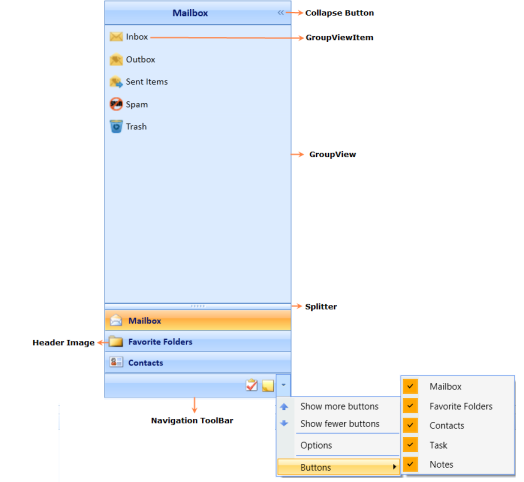 Mailbox
Collapse Button
Inbox
GroupViewItem
Outbox
Sent Items
Spam
Trash
GroupView
Splitter
Mailbox
Header Image
Favorite Folders
Contacts
Navigation ToolBar
Show more buttons
Show fewer buttons
Options
Buttons
Mailbox
Favorite Folders
Contacts
Task
Notes